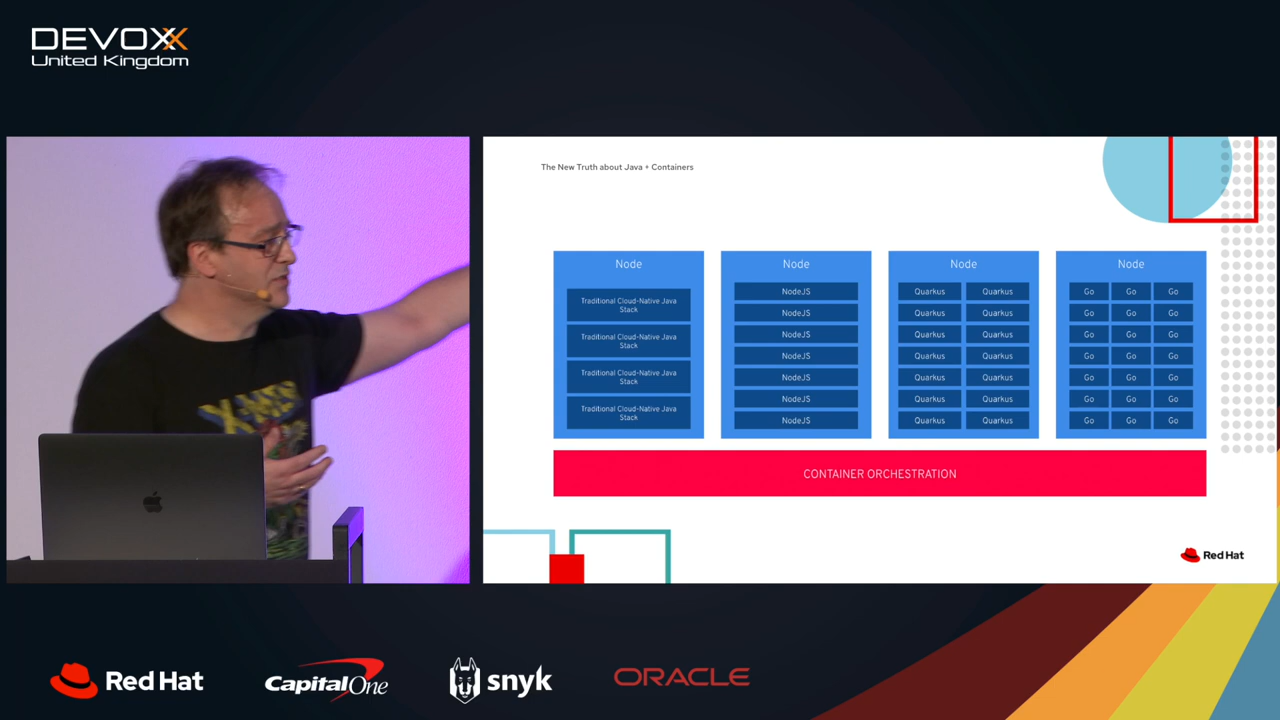 DEVOXX
United Kingdom
The New Truth about Java + Containers
Node
Traditional Cloud-Native Java
Stack
Traditional Cloud-Native Java
Stack
Traditional Cloud-Native Java
Stack
Traditional Cloud-Native Java
Stack
Node
NodeJS
NodeJS
NodeJS
NodeJS
NodeJS
NodeJS
NodeJS
Node
Quarkus Quarkus
Quarkus Quarkus
Quarkus Quarkus
Quarkus Quarkus
Quarkus Quarkus
Quarkus Quarkus
Quarkus Quarkus
Node
Go Go Go
Go Go Go
Go Go Go
Go Go Go
Go Go Go
Go Go Go
Go Go Go
CONTAINER ORCHESTRATION
Red Hat
X-MEN
Red Hat
Capital One
snyk
ORACLE